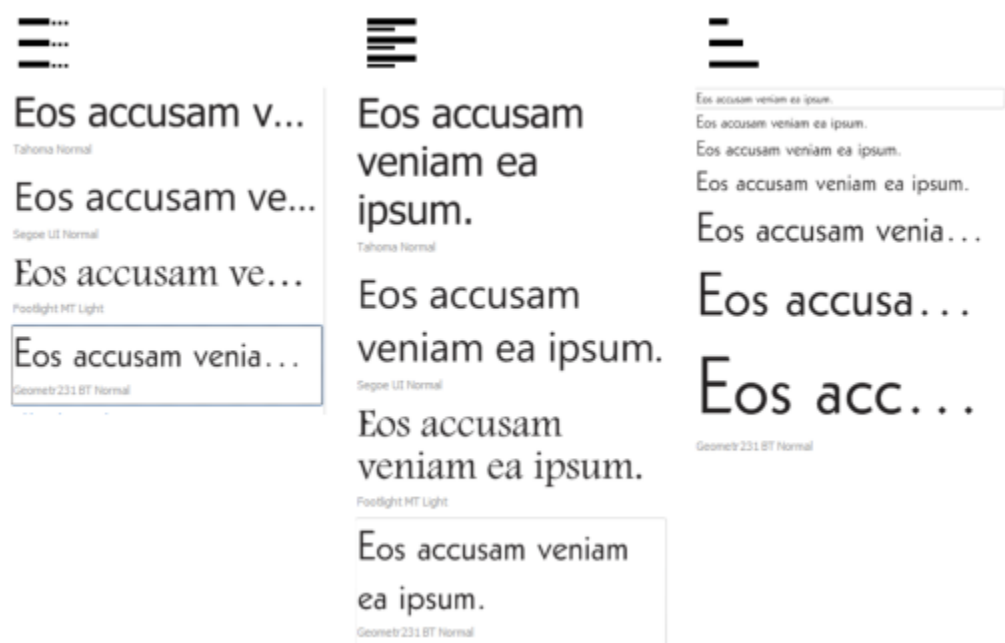 Eos accusam v...
Tahoma Normal
Eos accusam ve...
Segoe UI Normal
Eos accusam ve...
Footlight MT Light
Eos accusam venia...
Geometr231 BT Normal
Eos accusam
veniam ea
ipsum.
Tahoma Normal
Eos accusam
veniam ea ipsum.
Segoe UI Normal
Eos accusam
veniam ea ipsum.
Footlight MT Light
Eos accusam veniam
ea ipsum.
Geometr231 BT Normal
Eos accusam veniam ea ipsum.
Eos accusam veniam ea ipsum.
Eos accusam veniam ea ipsum.
Eos accusam veniam ea ipsum.
Eos accusam venia...
Eos accusa...
Eos acc...
Geometr231 BT Normal